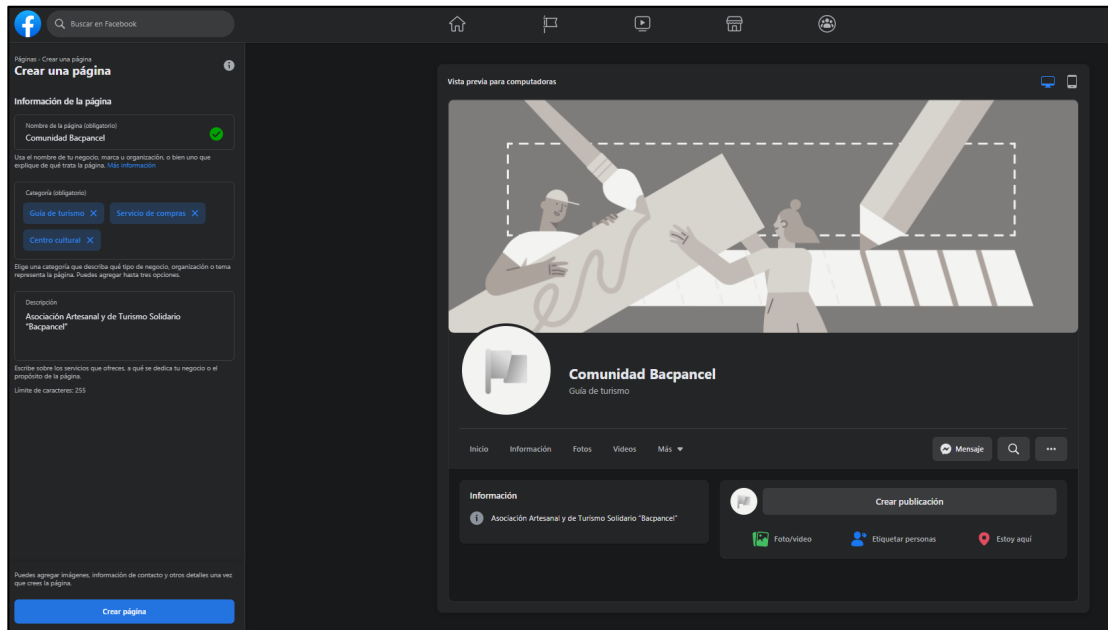 Buscar en Facebook
Páginas › Crear una página
Crear una página
Información de la página
Nombre de la página (obligatorio)
Comunidad Bacpancel
Usa el nombre de tu negocio, marca u organización, o bien uno que
explique de qué trata la página. Más información
Categoría (obligatorio)
Guía de turismo
Servicio de compras
Centro cultural
Elige una categoría que describa qué tipo de negocio, organización o tema
representa la página. Puedes agregar hasta tres opciones.
Descripción
Asociación Artesanal y de Turismo Solidario
"Bacpancel"
Escribe sobre los servicios que ofreces, a qué se dedica tu negocio o el
propósito de la página.
Límite de caracteres: 255
Puedes agregar imágenes, información de contacto y otros detalles una vez
que crees la página.
Crear página
Vista previa para computadoras
Comunidad Bacpancel
Guía de turismo
Inicio Información Fotos Videos Más
Mensaje
Información
Asociación Artesanal y de Turismo Solidario "Bacpancel"
Crear publicación
Foto/video Etiquetar personas Estoy aquí